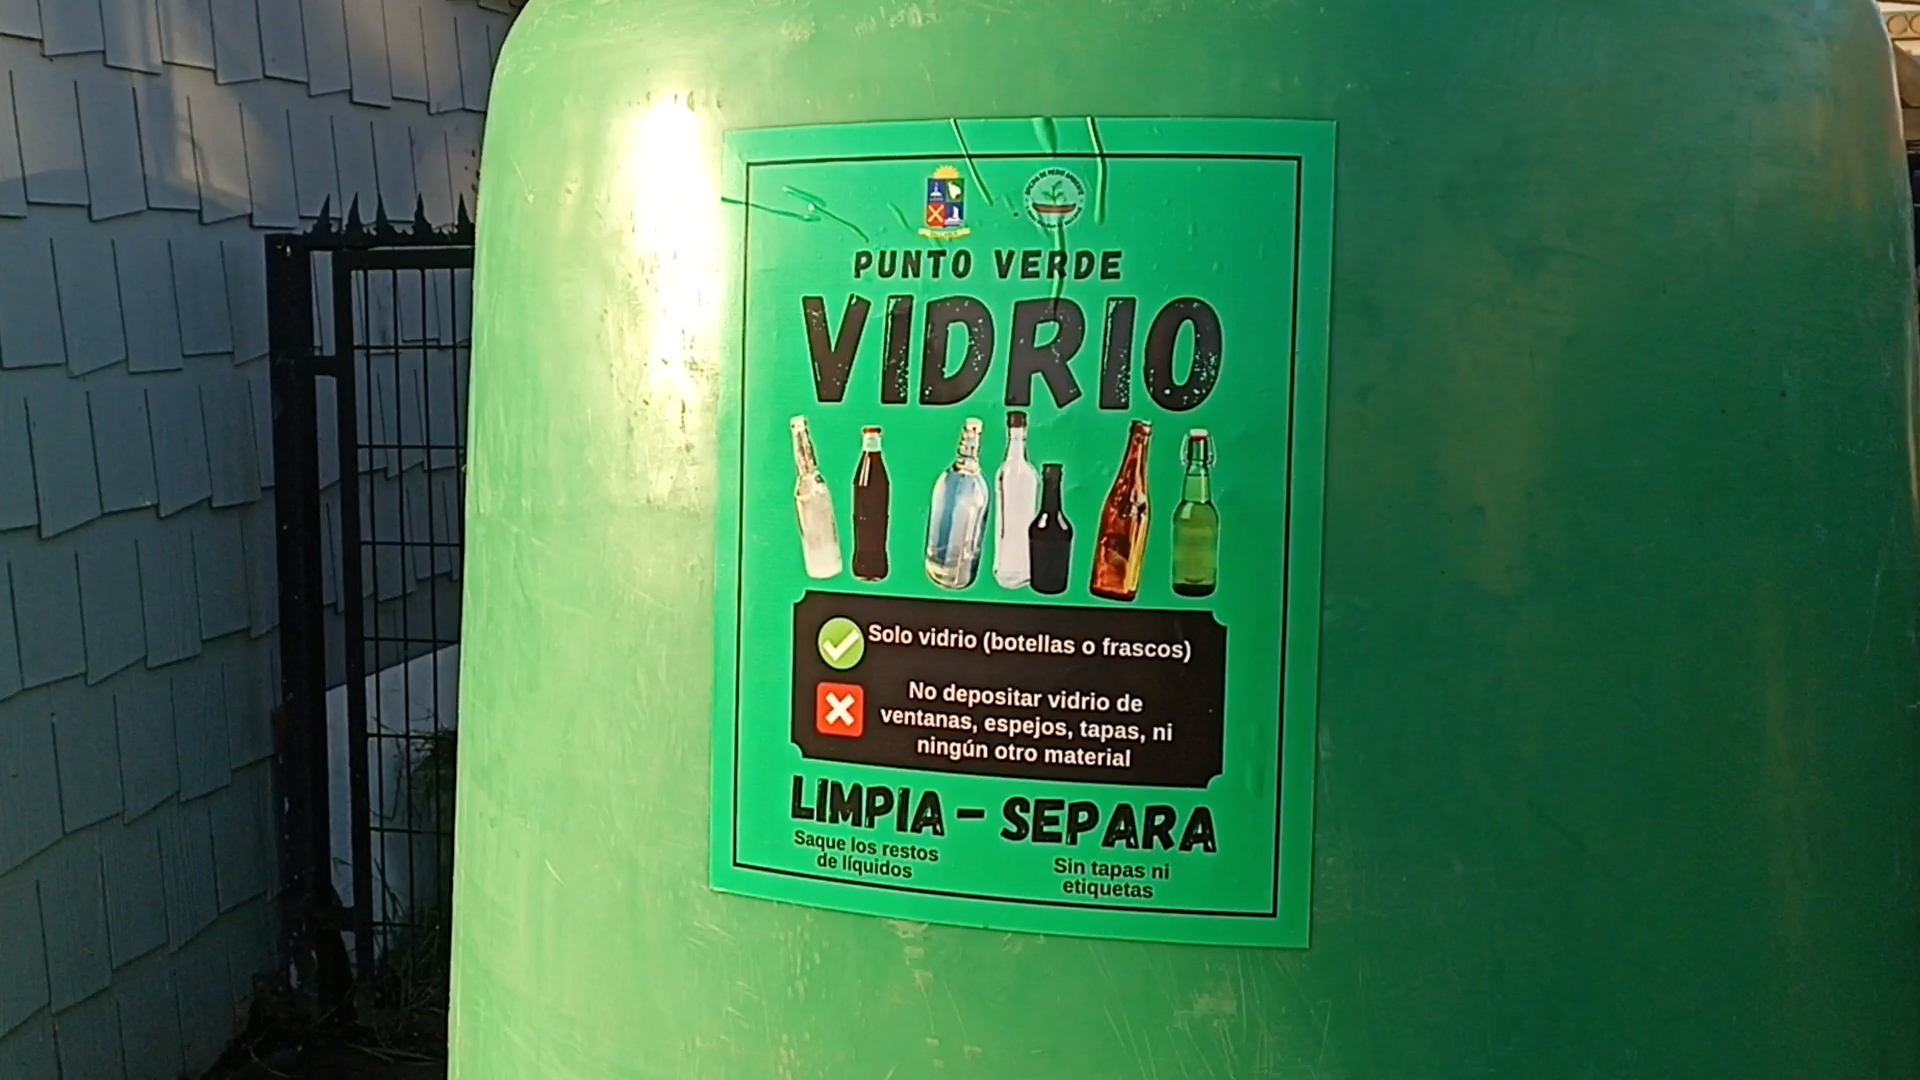 PUNTO VERDE
VIDRIO
Solo vidrio (botellas o frascos)
No depositar vidrio de
ventanas, espejos, tapas, ni
ningún otro material
LIMPIA - SEPARA
Saque los restos
de líquidos
Sin tapas ni
etiquetas